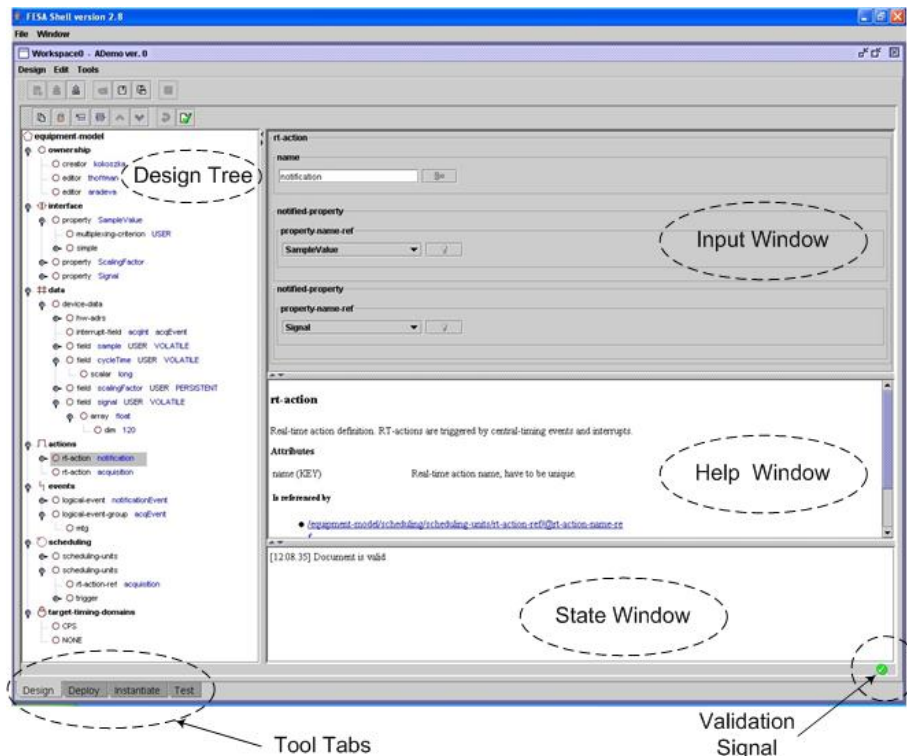 FESA Shell version 2.8
File Window
Workspace0 - ADemo ver. 0
Design Edit Tools
equipment-model
ownership
creator kokoszka
editor thoffman
editor aradeva
interface
property SampleValue
multiplexing-criterion USER
simple
property ScalingFactor
property Signal
data
device-data
hw-adrs
interrupt-field acqInt acqEvent
field sample USER VOLATILE
field cycleTime USER VOLATILE
scalar long
field scalingFactor USER PERSISTENT
field signal USER VOLATILE
array float
dim 120
actions
rt-action notification
rt-action acquisition
events
logical-event notificationEvent
logical-event-group acqEvent
mtg
scheduling
scheduling-units
scheduling-units
rt-action-ref acquisition
trigger
target-timing-domains
CPS
NONE
Design Tree
rt-action
name
notification
notified-property
property-name-ref
SampleValue
notified-property
property-name-ref
Signal
Input Window
rt-action
Real-time action definition. RT-actions are triggered by central-timing events and interrupts.
Attributes
name (KEY) Real-time action name, have to be unique.
Is referenced by
/equipment-model/scheduling/scheduling-units/rt-action-ref/@rt-action-name-re
f
Help Window
[12.08.35] Document is valid
State Window
Design Deploy Instantiate Test
Tool Tabs
Validation
Signal